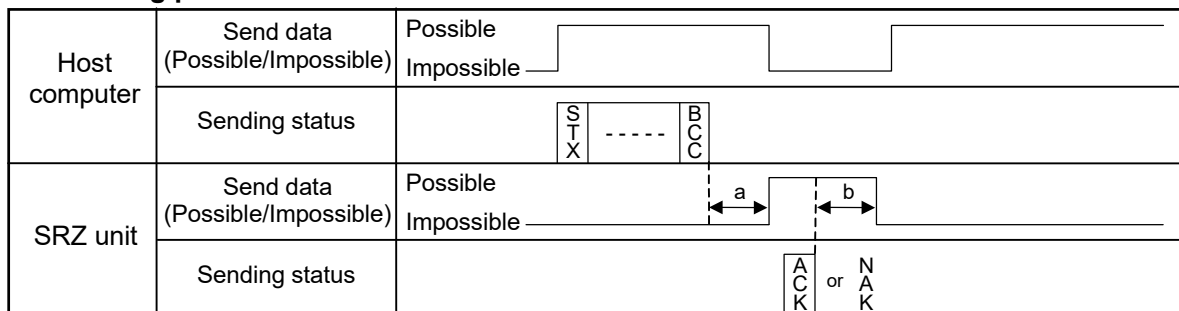 Host computer
Send data
(Possible/Impossible)
Possible
Impossible
Sending status
STX
-----
BCC
SRZ unit
Send data
(Possible/Impossible)
Possible
Impossible
a
b
Sending status
ACK
or
NAK